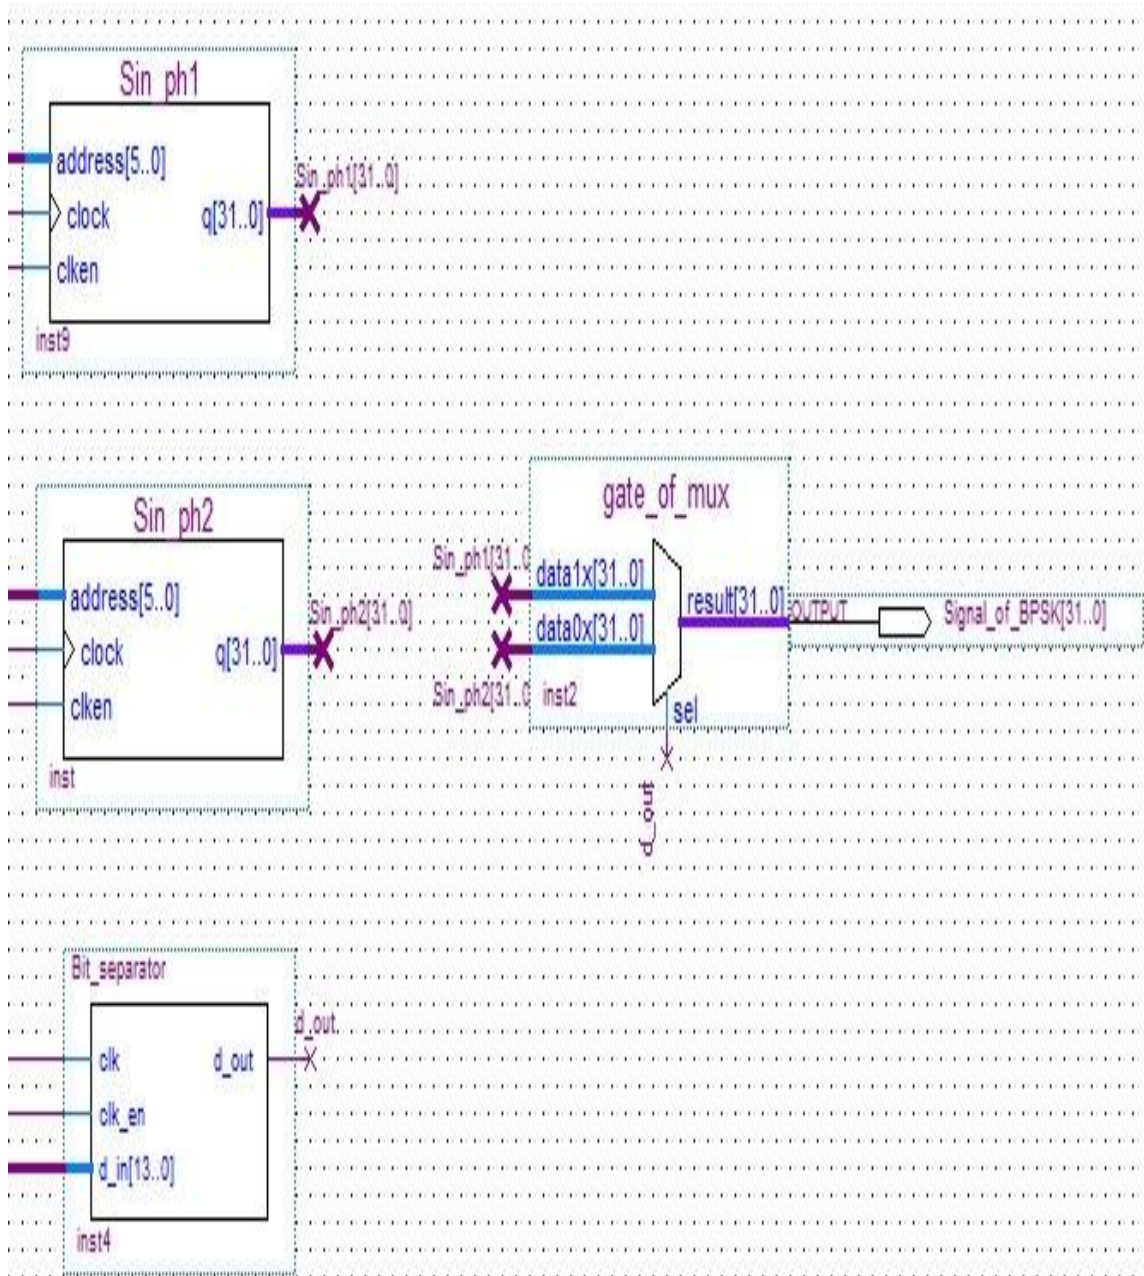 Sin_ph1
address[5..0]
clock
clken
q[31..0]
Sin_ph1[31..0]
inst9
Sin_ph2
address[5..0]
clock
clken
q[31..0]
Sin_ph2[31..0]
inst
gate_of_mux
Sin_ph1[31..0
data1x[31..0]
data0x[31..0]
Sin_ph2[31..0
result[31..0]
inst2
sel
d_out
OUTPUT
Signal_of_BPSK[31..0]
Bit_separator
clk
clk_en
d_in[13..0]
d_out
d_out
inst4